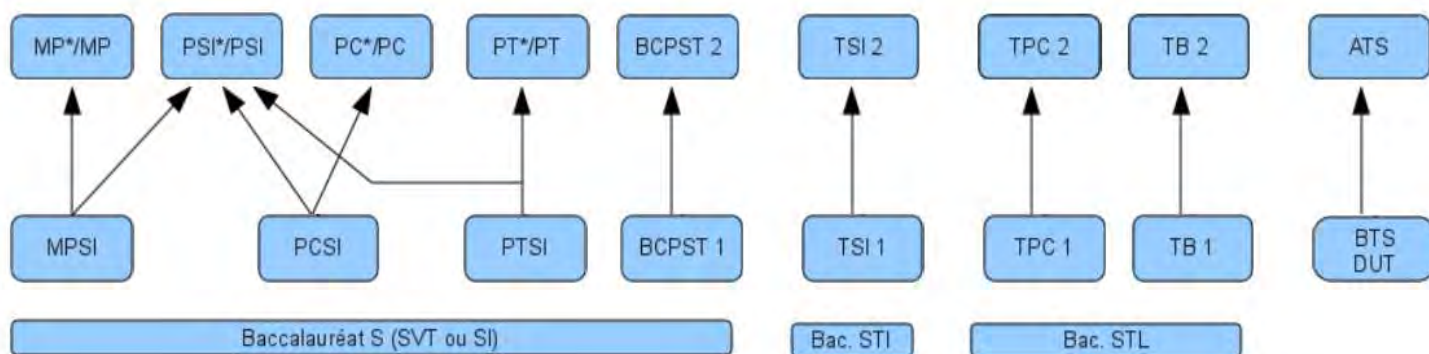 MP*/MP PSI*/PSI PC*/PC PT*/PT BCPST 2 TSI 2 TPC 2 TB 2 ATS
MPSI PCSI PTSI BCPST 1 TSI 1 TPC 1 TB 1 BTS
DUT
Baccalauréat S (SVT ou SI) Bac. STI Bac. STL